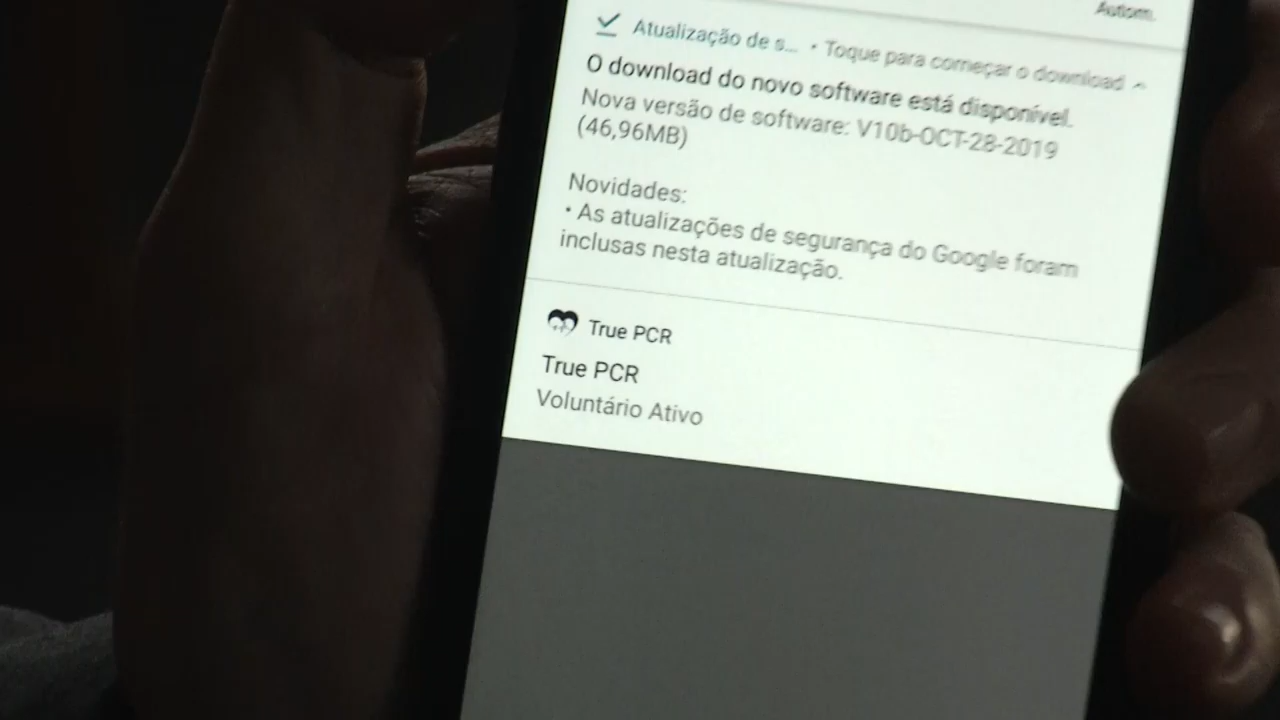 Autom.
Atualização de s... • Toque para começar o download
O download do novo software está disponível.
Nova versão de software: V10b-OCT-28-2019
(46,96MB)
Novidades:
• As atualizações de segurança do Google foram
inclusas nesta atualização.
True PCR
True PCR
Voluntário Ativo